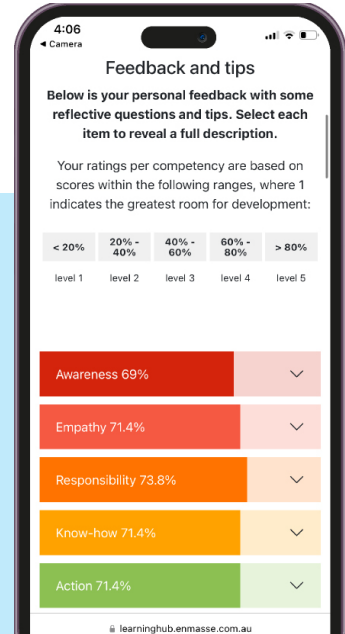 4:06
◀ Camera
Feedback and tips
Below is your personal feedback with some
reflective questions and tips. Select each
item to reveal a full description.
Your ratings per competency are based on
scores within the following ranges, where 1
indicates the greatest room for development:
< 20% 20% - 40% 40% - 60% 60% - 80% > 80%
level 1 level 2 level 3 level 4 level 5
Awareness 69%
Empathy 71.4%
Responsibility 73.8%
Know-how 71.4%
Action 71.4%
learninghub.enmasse.com.au